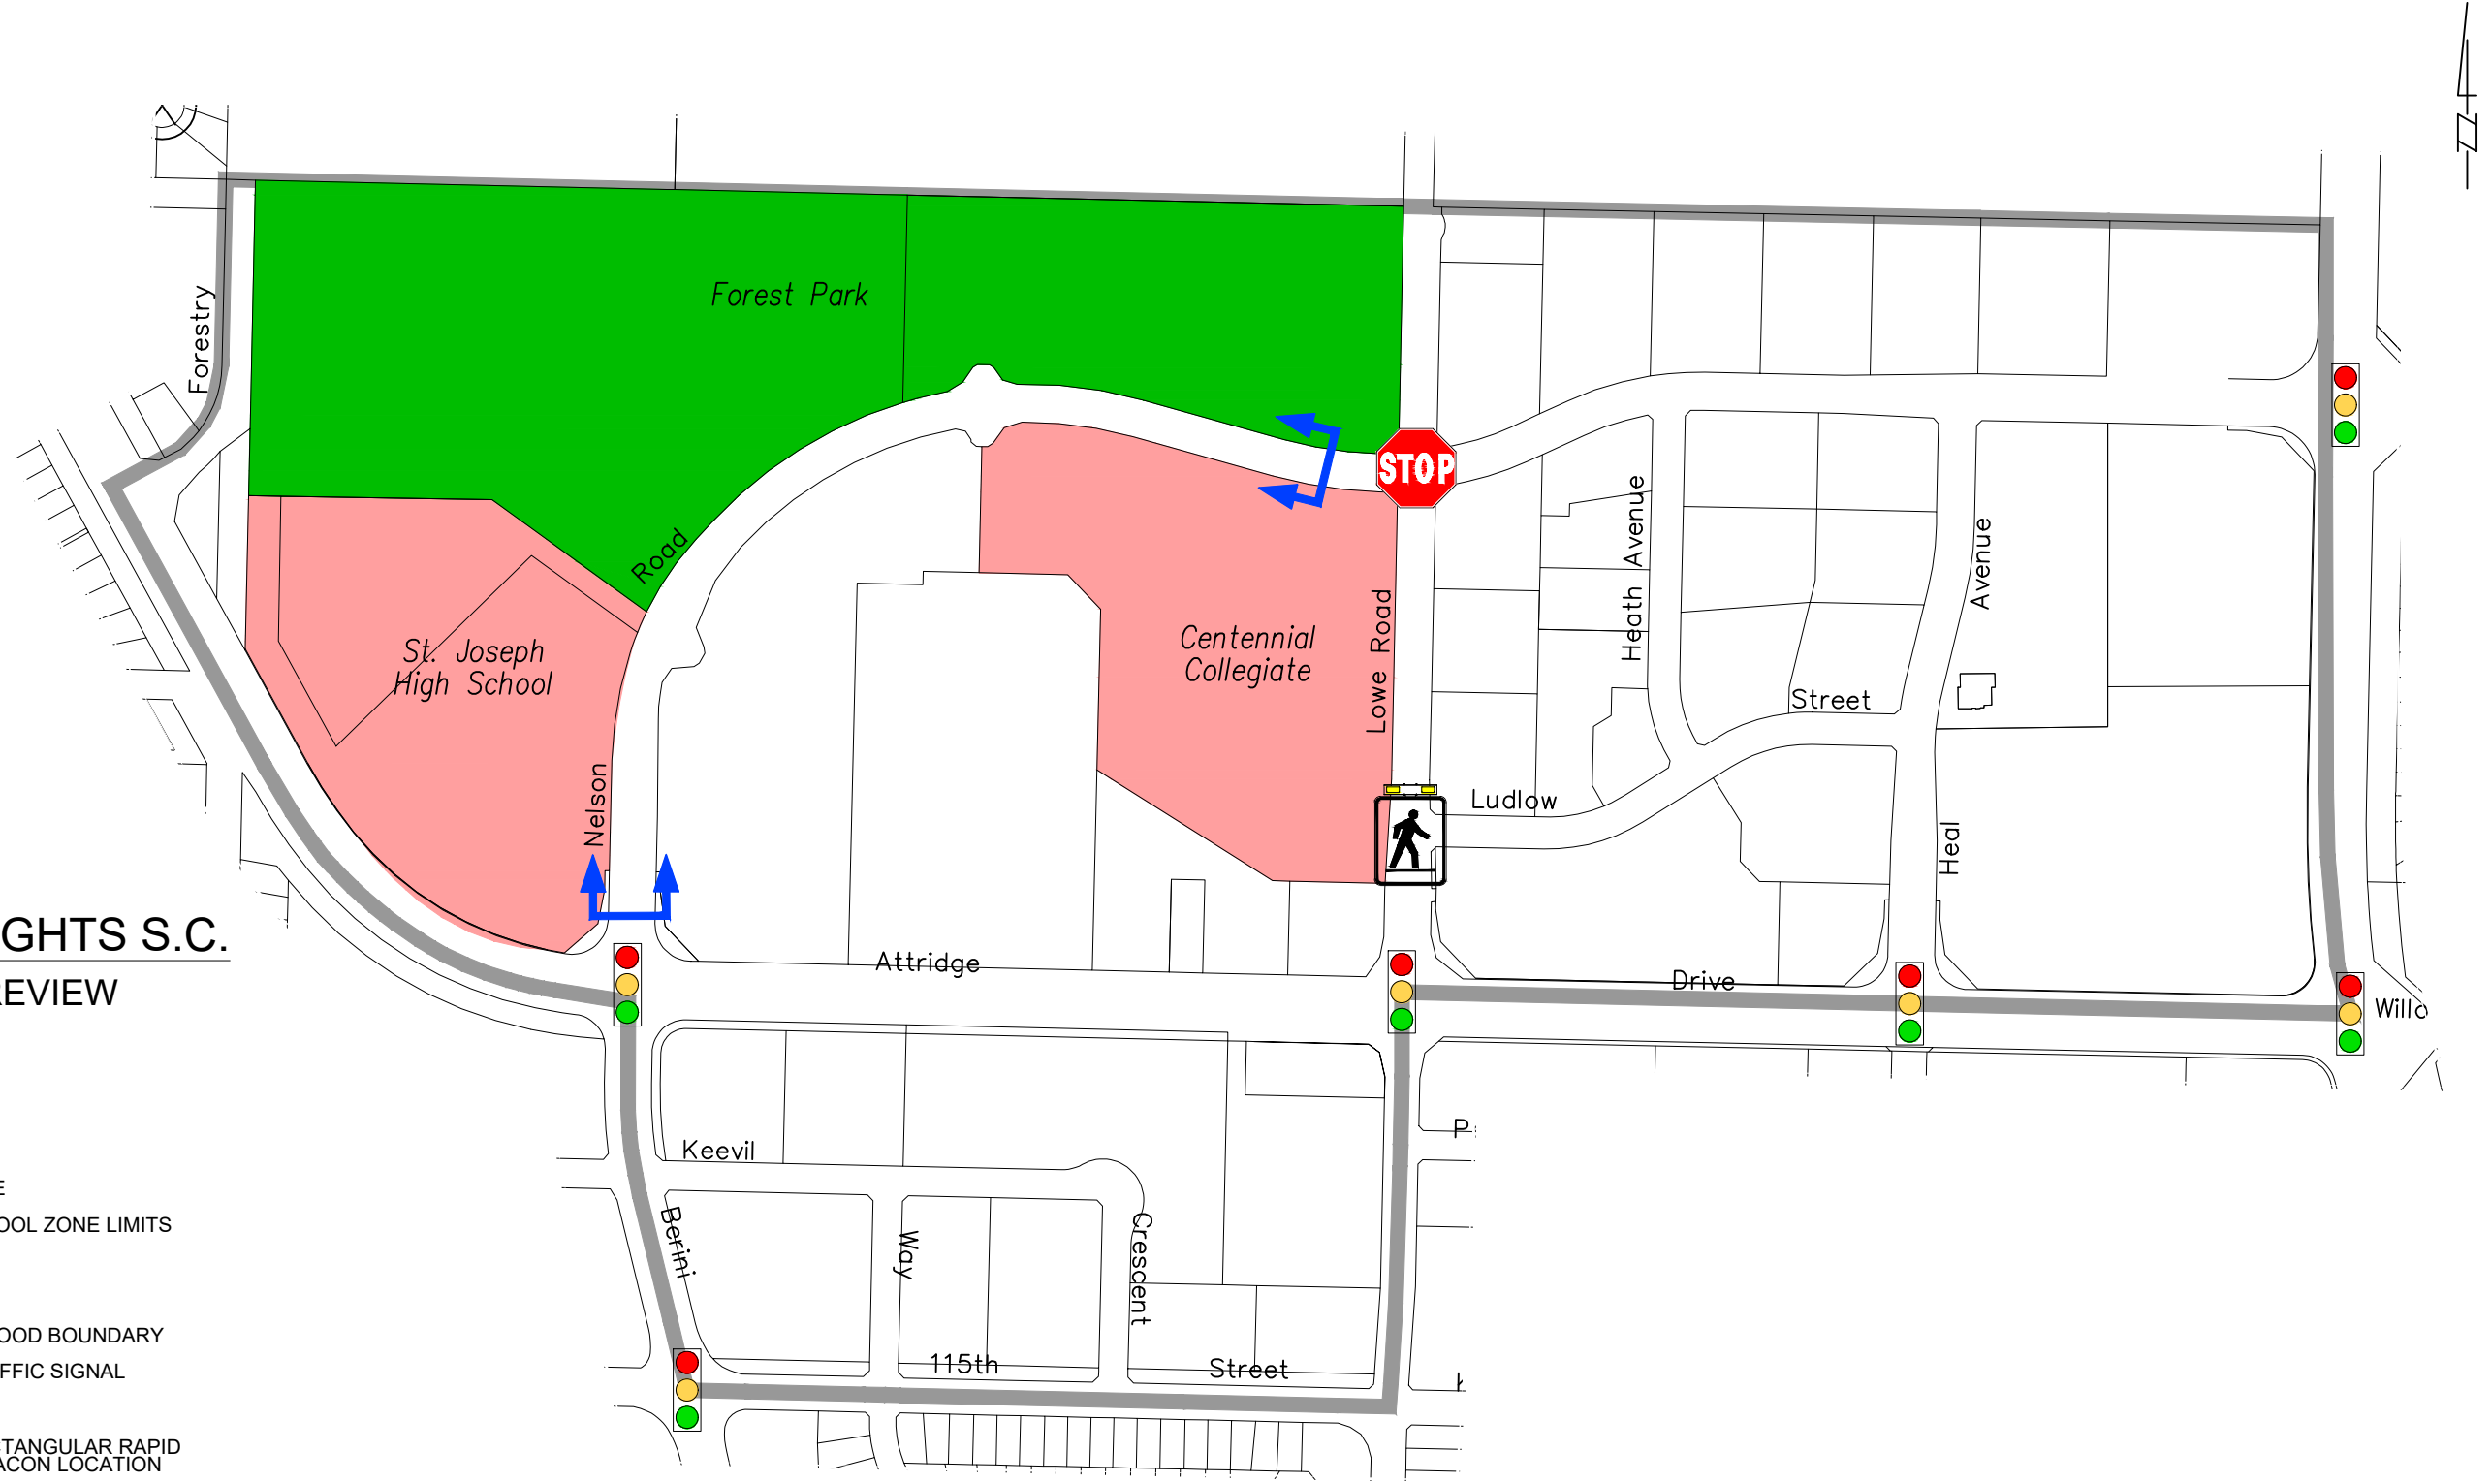 Forest Park
Forestry
STOP
Road
Heath Avenue
Avenue
St. Joseph
High School
Centennial
Collegiate
Lowe Road
Street
Nelson
Ludlow
Heal
GHTS S.C.
Attridge
Drive
EVIEW
Keevil
OOL ZONE LIMITS
Berini
Way
Crescent
OOD BOUNDARY
115th
Street
FFIC SIGNAL
TANGULAR RAPID
ACON LOCATION